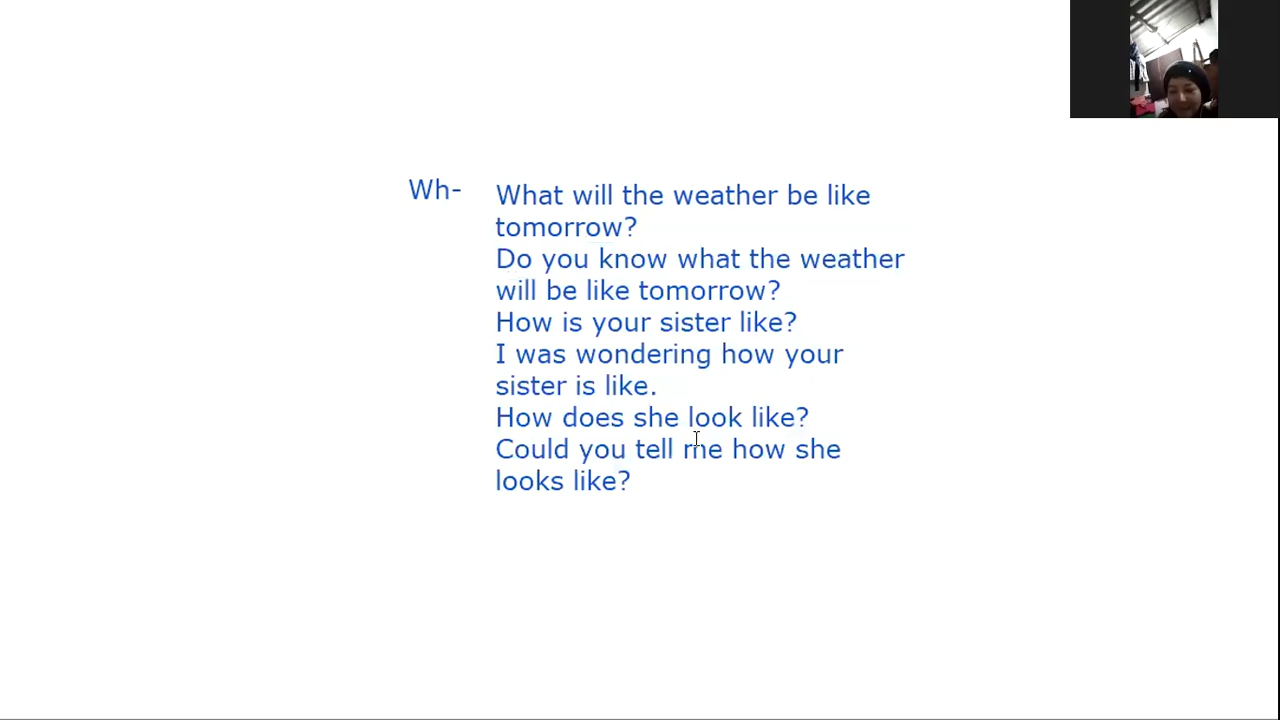 Wh-
What will the weather be like
tomorrow?
Do you know what the weather
will be like tomorrow?
How is your sister like?
I was wondering how your
sister is like.
How does she look like?
Could you tell me how she
looks like?